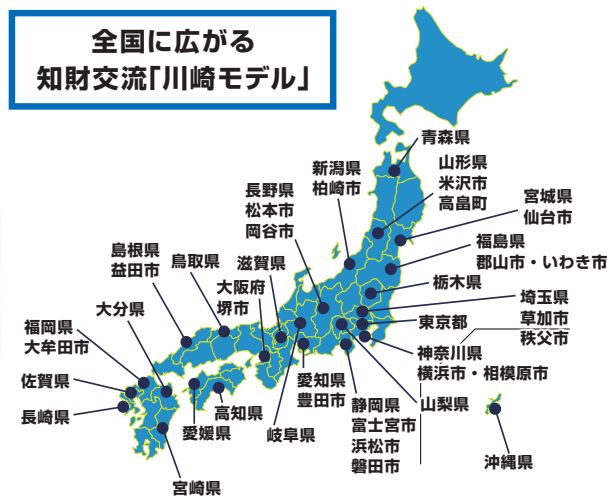 全国に広がる
知財交流「川崎モデル」
青森県
山形県
米沢市
高畠町
新潟県
柏崎市
宮城県
仙台市
長野県
松本市
岡谷市
福島県
郡山市・いわき市
島根県
益田市
鳥取県
滋賀県
大阪府
堺市
栃木県
埼玉県
草加市
秩父市
大分県
東京都
福岡県
大牟田市
神奈川県
横浜市・相模原市
佐賀県
愛知県
豊田市
山梨県
長崎県
高知県
静岡県
富士宮市
浜松市
磐田市
愛媛県
岐阜県
沖縄県
宮崎県